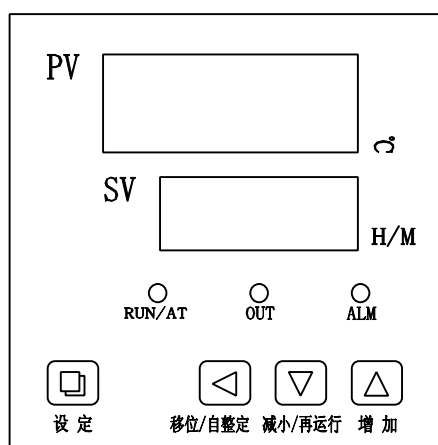 PV
℃
SV
H/M
RUN/AT OUT ALM
设 定 移位/自整定 减小/再运行 增 加